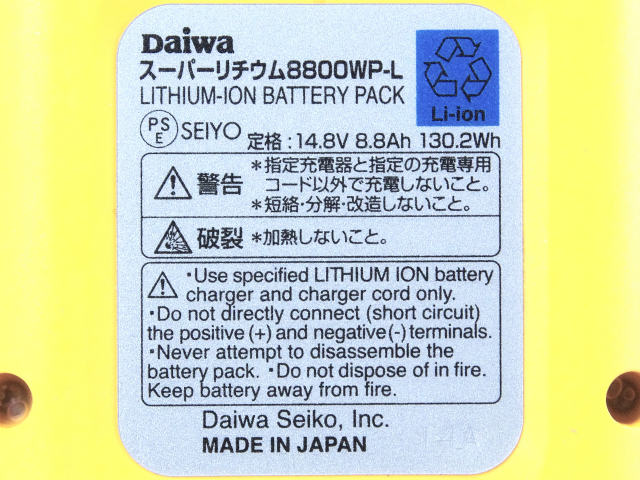 Daiwa
スーパーリチウム8800WP-L
LITHIUM-ION BATTERY PACK
Li-ion
PS
E
SEIYO 定格：14.8V 8.8Ah 130.2Wh
警告
*指定充電器と指定の充電専用
コード以外で充電しないこと。
*短絡・分解・改造しないこと。
破裂 *加熱しないこと。
・Use specified LITHIUM ION battery
charger and charger cord only.
・Do not directly connect (short circuit)
the positive (+) and negative(-) terminals.
・Never attempt to disassemble the
battery pack. ・Do not dispose of in fire.
Keep battery away from fire.
Daiwa Seiko, Inc.
MADE IN JAPAN
14A